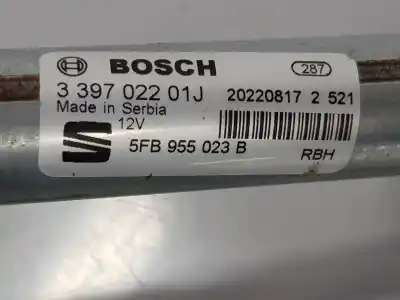 BOSCH
287
3 397 022 01J
20220817 2 521
Made in Serbia
12V
5FB 955 023 B
RBH